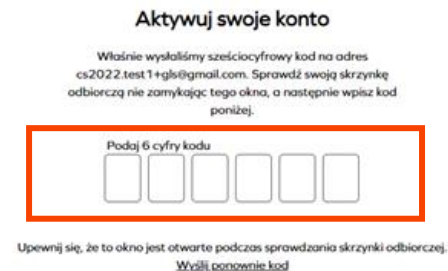 Aktywuj swoje konto
Właśnie wysłaliśmy sześciocyfrowy kod na adres
cs2022.test1+gls@gmail.com. Sprawdź swoją skrzynkę
odbiorczą nie zamykając tego okna, a następnie wpisz kod
poniżej.
Podaj 6 cyfry kodu
Upewnij się, że to okno jest otwarte podczas sprawdzania skrzynki odbiorczej.
Wyślij ponownie kod